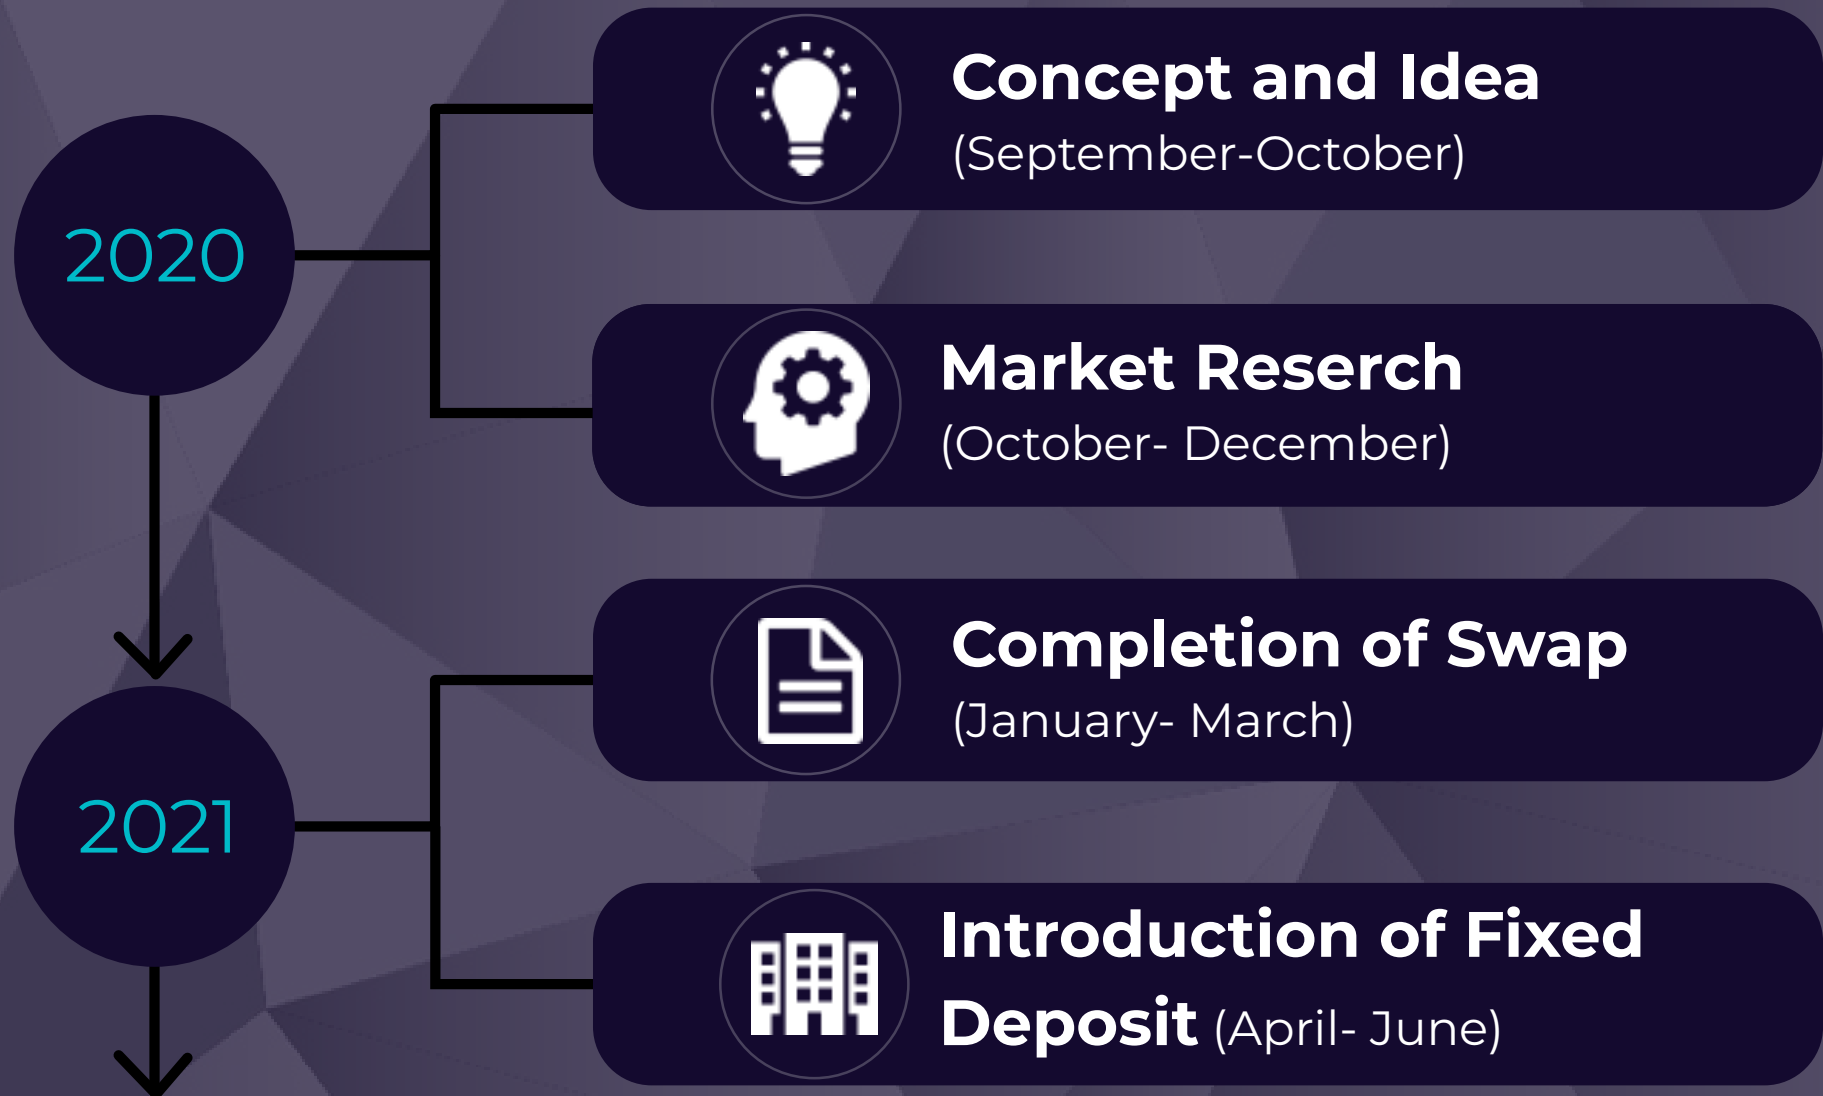 2020
Concept and Idea
(September-October)
Market Reserch
(October- December)
2021
Completion of Swap
(January- March)
Introduction of Fixed
Deposit (April- June)